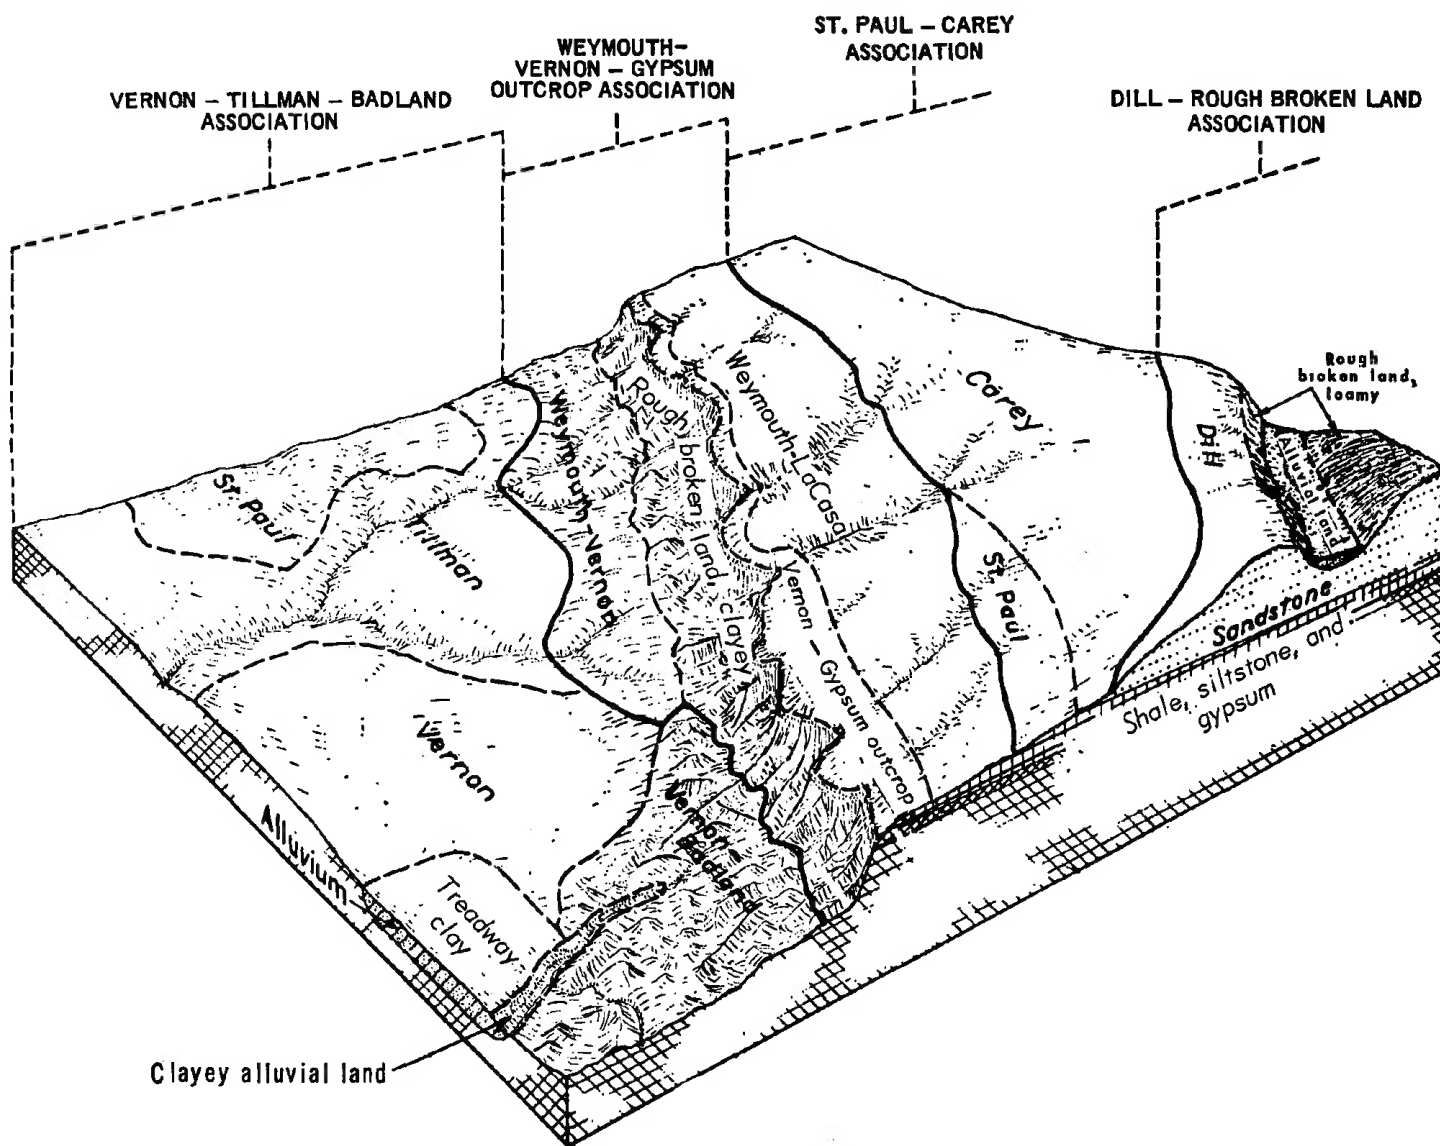 ST. PAUL – CAREY
ASSOCIATION
WEYMOUTH-
VERNON – GYPSUM
OUTCROP ASSOCIATION
VERNON – TILLMAN – BADLAND
ASSOCIATION
DILL – ROUGH BROKEN LAND
ASSOCIATION
Rough
broken land,
loamy
Carey
Dill
Alluvial land
Weymouth-LaCasa
Rough broken land, clayey
Weymouth-Vernon
St. Paul
Tillman
St. Paul
Vernon – Gypsum outcrop
Sandstone
Shale, siltstone, and
gypsum
Vernon
Vernon-
Badland
Alluvium
Treadway
clay
Clayey alluvial land